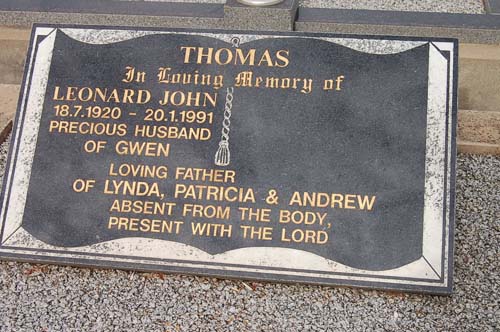 THOMAS
In Loving Memory of
LEONARD JOHN
18.7.1920 - 20.1.1991
PRECIOUS HUSBAND
OF GWEN
LOVING FATHER
OF LYNDA, PATRICIA & ANDREW
ABSENT FROM THE BODY,
PRESENT WITH THE LORD